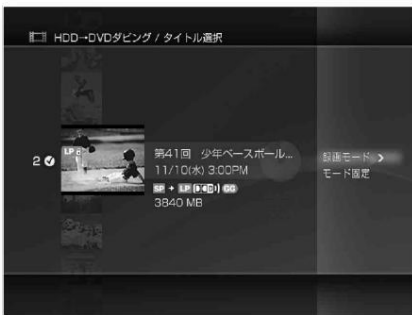 HDD→DVDダビング / タイトル選択
2
LP
第41回 少年ベースボール...
11/10(水) 3:00PM
SP + LP GG
3840 MB
録画モード >
モード固定